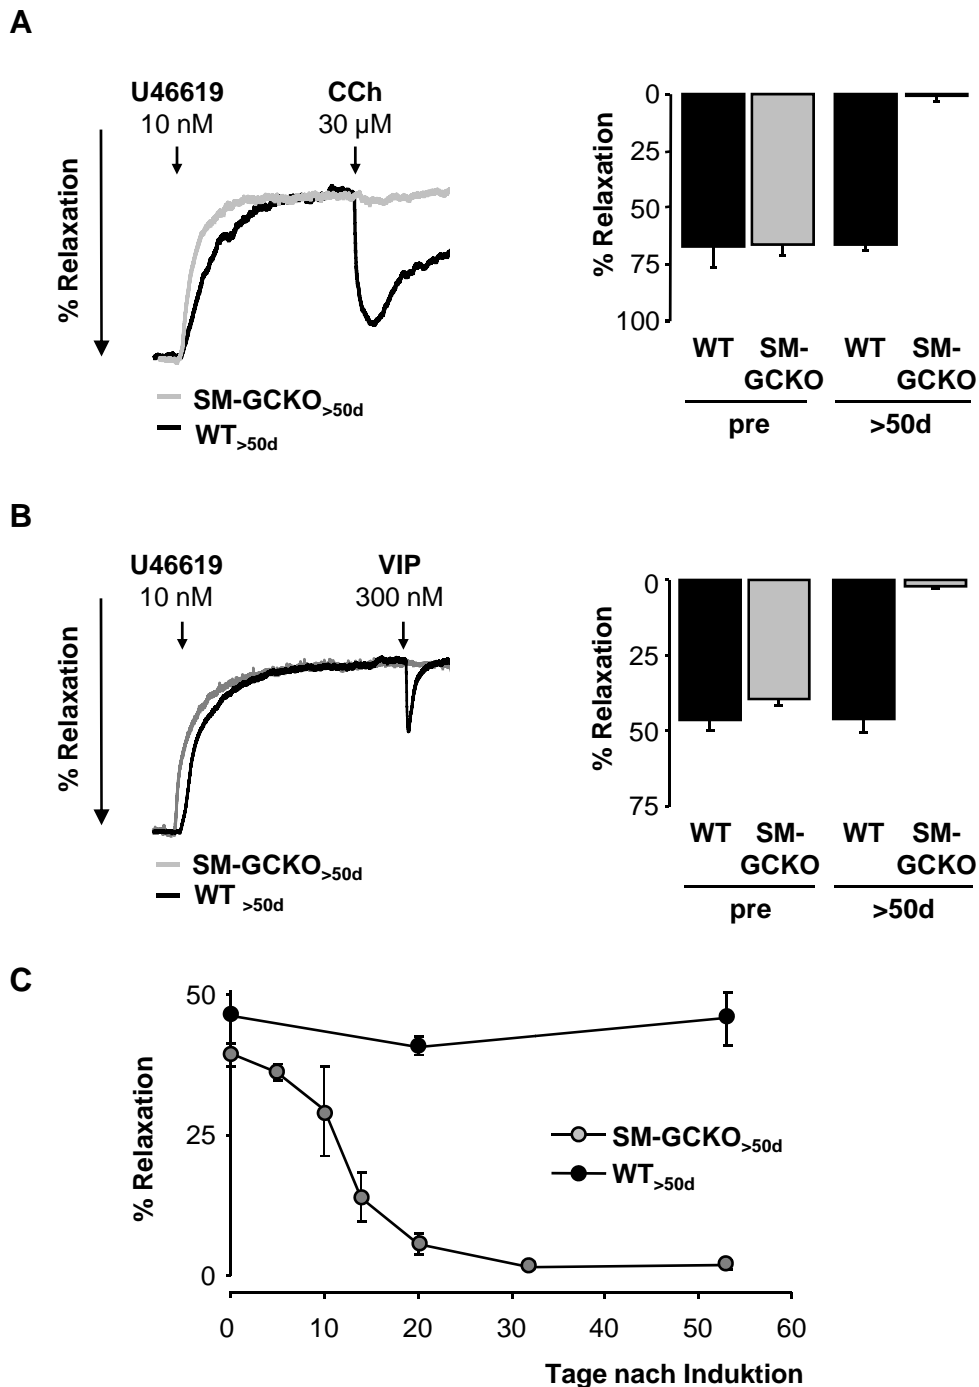 A
U46619
10 nM
CCh
30 µM
% Relaxation
SM-GCKO>50d
WT>50d
% Relaxation
0
25
50
75
100
WT
SM-
GCKO
WT
SM-
GCKO
pre
>50d
B
U46619
10 nM
VIP
300 nM
% Relaxation
SM-GCKO>50d
WT >50d
% Relaxation
0
25
50
75
WT
SM-
GCKO
WT
SM-
GCKO
pre
>50d
C
% Relaxation
50
25
0
SM-GCKO>50d
WT>50d
0 10 20 30 40 50 60
Tage nach Induktion